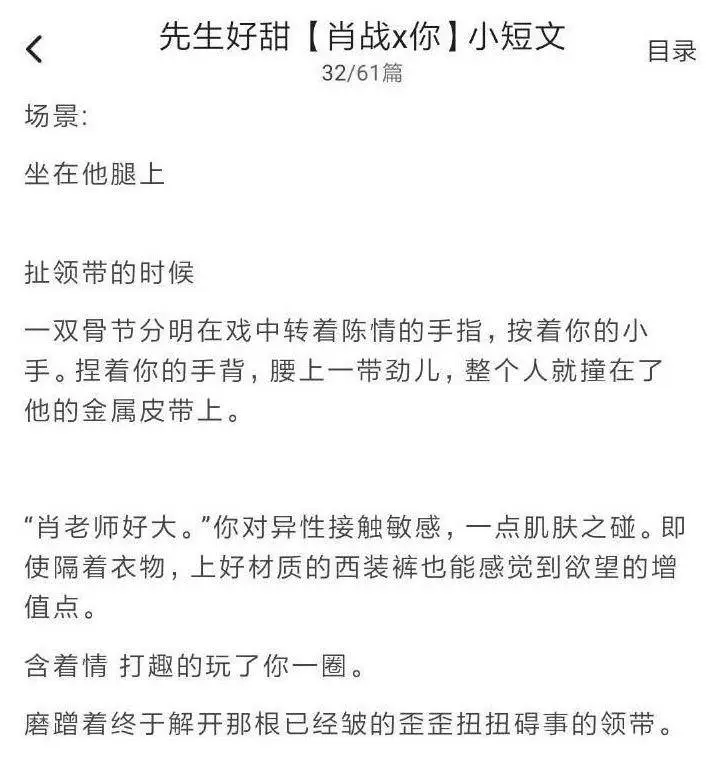 先生好甜【肖战x你】小短文
32/61篇
目录
场景:
坐在他腿上
扯领带的时候
一双骨节分明在戏中转着陈情的手指，按着你的小
手。捏着你的手背，腰上一带劲儿，整个人就撞在了
他的金属皮带上。
“肖老师好大。”你对异性接触敏感，一点肌肤之碰。即
使隔着衣物，上好材质的西装裤也能感觉到欲望的增
值点。
含着情 打趣的玩了你一圈。
磨蹭着终于解开那根已经皱的歪歪扭扭碍事的领带。